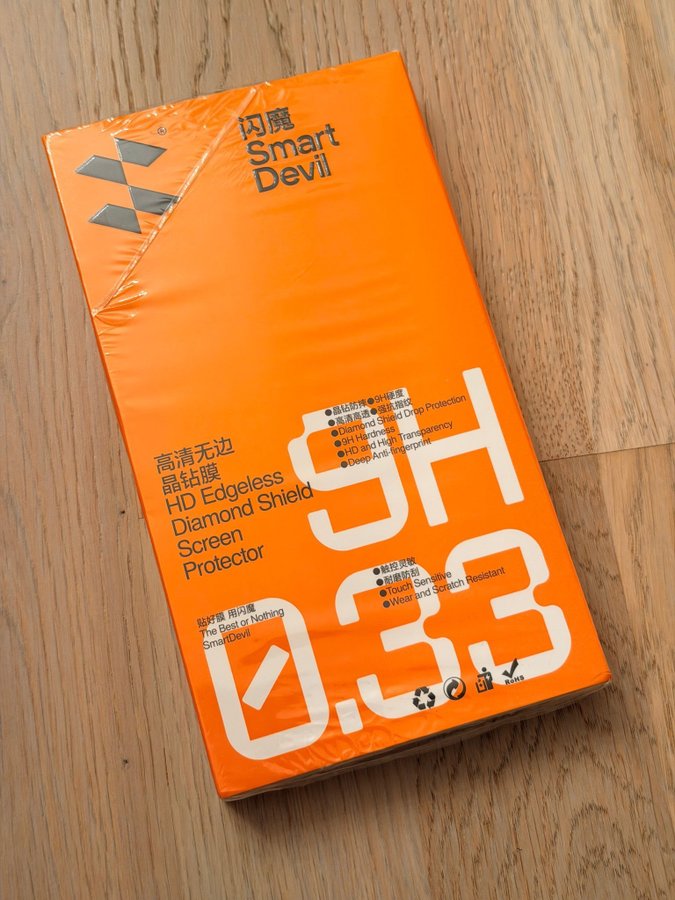 ®
闪魔
Smart
Devil
9H
●晶钻防摔●9H硬度
●高清高透●强抗指纹
●Diamond Shield Drop Protection
●9H Hardness
●HD and High Transparency
●Deep Anti-fingerprint
高清无边
晶钻膜
HD Edgeless
Diamond Shield
Screen
Protector
0.33
●触控灵敏
●耐磨防刮
●Touch Sensitive
●Wear and Scratch Resistant
贴好膜 用闪魔
The Best or Nothing
SmartDevil
RoHS